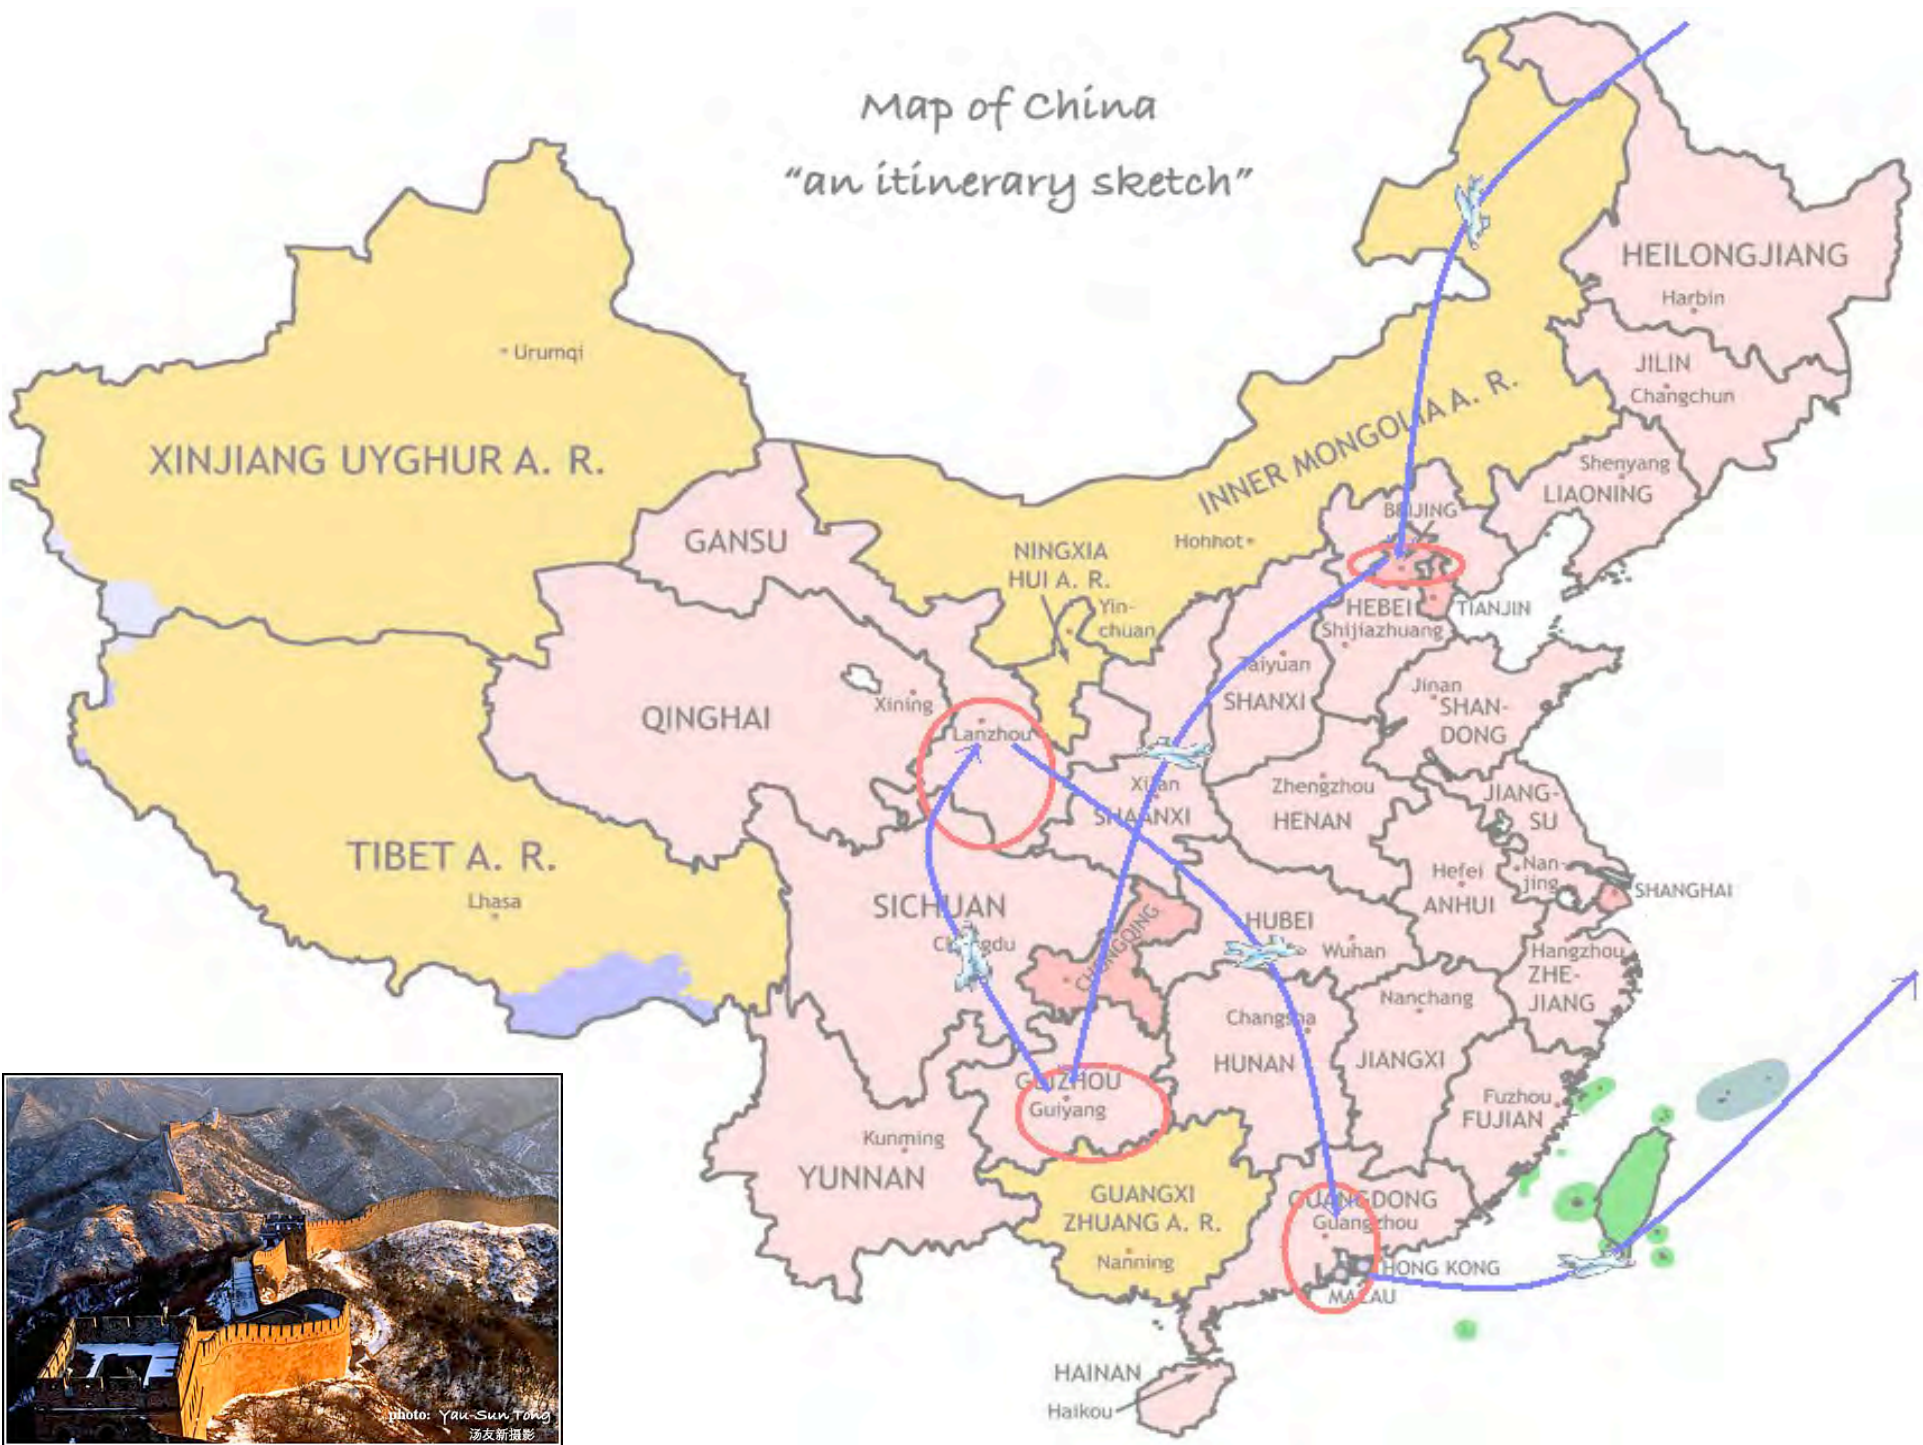 Map of China
“an itinerary sketch”
HEILONGJIANG
Harbin
JILIN
Changchun
Urumqi
XINJIANG UYGHUR A. R.
INNER MONGOLIA A. R.
Shenyang
LIAONING
BEIJING
GANSU
Hohhot
NINGXIA
HUI A. R.
Yin-
chuan
HEBEI
TIANJIN
Shijiazhuang
Taiyuan
SHANXI
Jinan
SHAN-
DONG
QINGHAI
Xining
Lanzhou
Xi'an
SHAANXI
Zhengzhou
HENAN
JIANG-
SU
TIBET A. R.
Lhasa
SICHUAN
Chengdu
CHONGQING
HUBEI
Wuhan
Hefei
ANHUI
Nan-
jing
SHANGHAI
Hangzhou
ZHE-
JIANG
Nanchang
JIANGXI
Changsha
HUNAN
GUIZHOU
Guiyang
Fuzhou
FUJIAN
Kunming
YUNNAN
GUANGXI
ZHUANG A. R.
Nanning
GUANGDONG
Guangzhou
HONG KONG
MACAU
HAINAN
Haikou
photo: Yau-Sun Tong
汤友新摄影